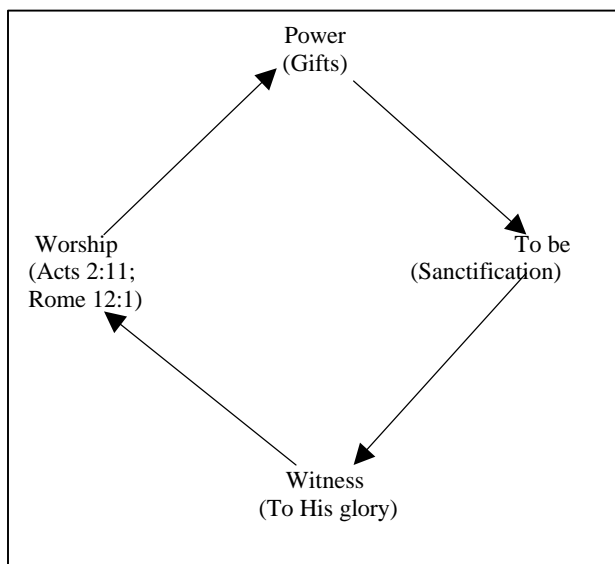 Power
(Gifts)
Worship
(Acts 2:11;
Rome 12:1)
To be
(Sanctification)
Witness
(To His glory)